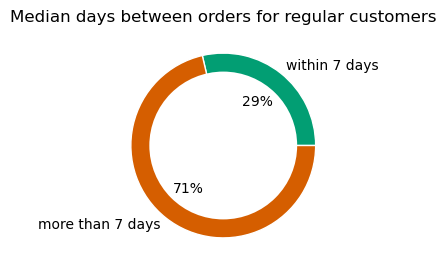 Median days between orders for regular customers
within 7 days
29%
71%
more than 7 days